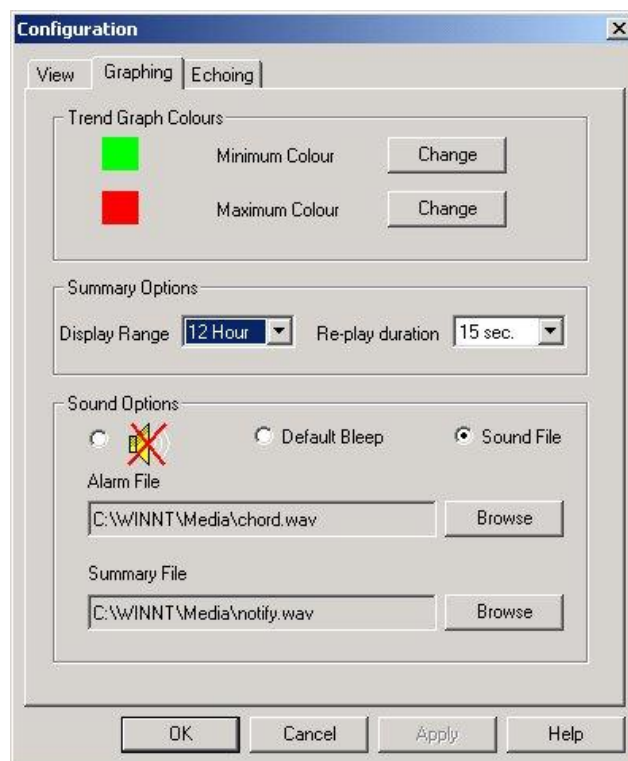 Configuration
View Graphing Echoing
Trend Graph Colours
Minimum Colour Change
Maximum Colour Change
Summary Options
Display Range 12 Hour Re-play duration 15 sec.
Sound Options
Default Bleep Sound File
Alarm File
C:\WINNT\Media\chord.wav Browse
Summary File
C:\WINNT\Media\notify.wav Browse
OK Cancel Apply Help